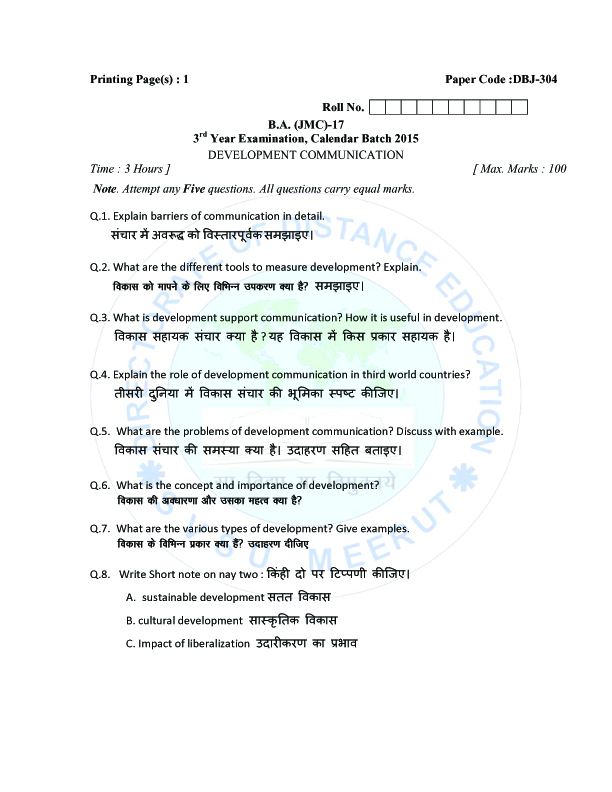 Printing Page(s) : 1 Paper Code :DBJ-304
Roll No.
B.A. (JMC)-17
3rd Year Examination, Calendar Batch 2015
DEVELOPMENT COMMUNICATION
Time : 3 Hours ] [ Max. Marks : 100
Note. Attempt any Five questions. All questions carry equal marks.
Q.1. Explain barriers of communication in detail.
संचार में अवरूद्ध को विस्तारपूर्वक समझाइए।
Q.2. What are the different tools to measure development? Explain.
विकास को मापने के लिए विभिन्न उपकरण क्या है? समझाइए।
Q.3. What is development support communication? How it is useful in development.
विकास सहायक संचार क्या है ? यह विकास में किस प्रकार सहायक है।
Q.4. Explain the role of development communication in third world countries?
तीसरी दुनिया में विकास संचार की भूमिका स्पष्ट कीजिए।
Q.5. What are the problems of development communication? Discuss with example.
विकास संचार की समस्या क्या है। उदाहरण सहित बताइए।
Q.6. What is the concept and importance of development?
विकास की अवधारणा और उसका महत्व क्या है?
Q.7. What are the various types of development? Give examples.
विकास के विभिन्न प्रकार क्या हैं? उदाहरण दीजिए
Q.8. Write Short note on nay two : किंही दो पर टिप्पणी कीजिए।
A. sustainable development सतत विकास
B. cultural development सास्कृतिक विकास
C. Impact of liberalization उदारीकरण का प्रभाव
DIRECTORATE OF DISTANCE EDUCATION
सा विद्या या विमुक्तये
SVSU MEERUT